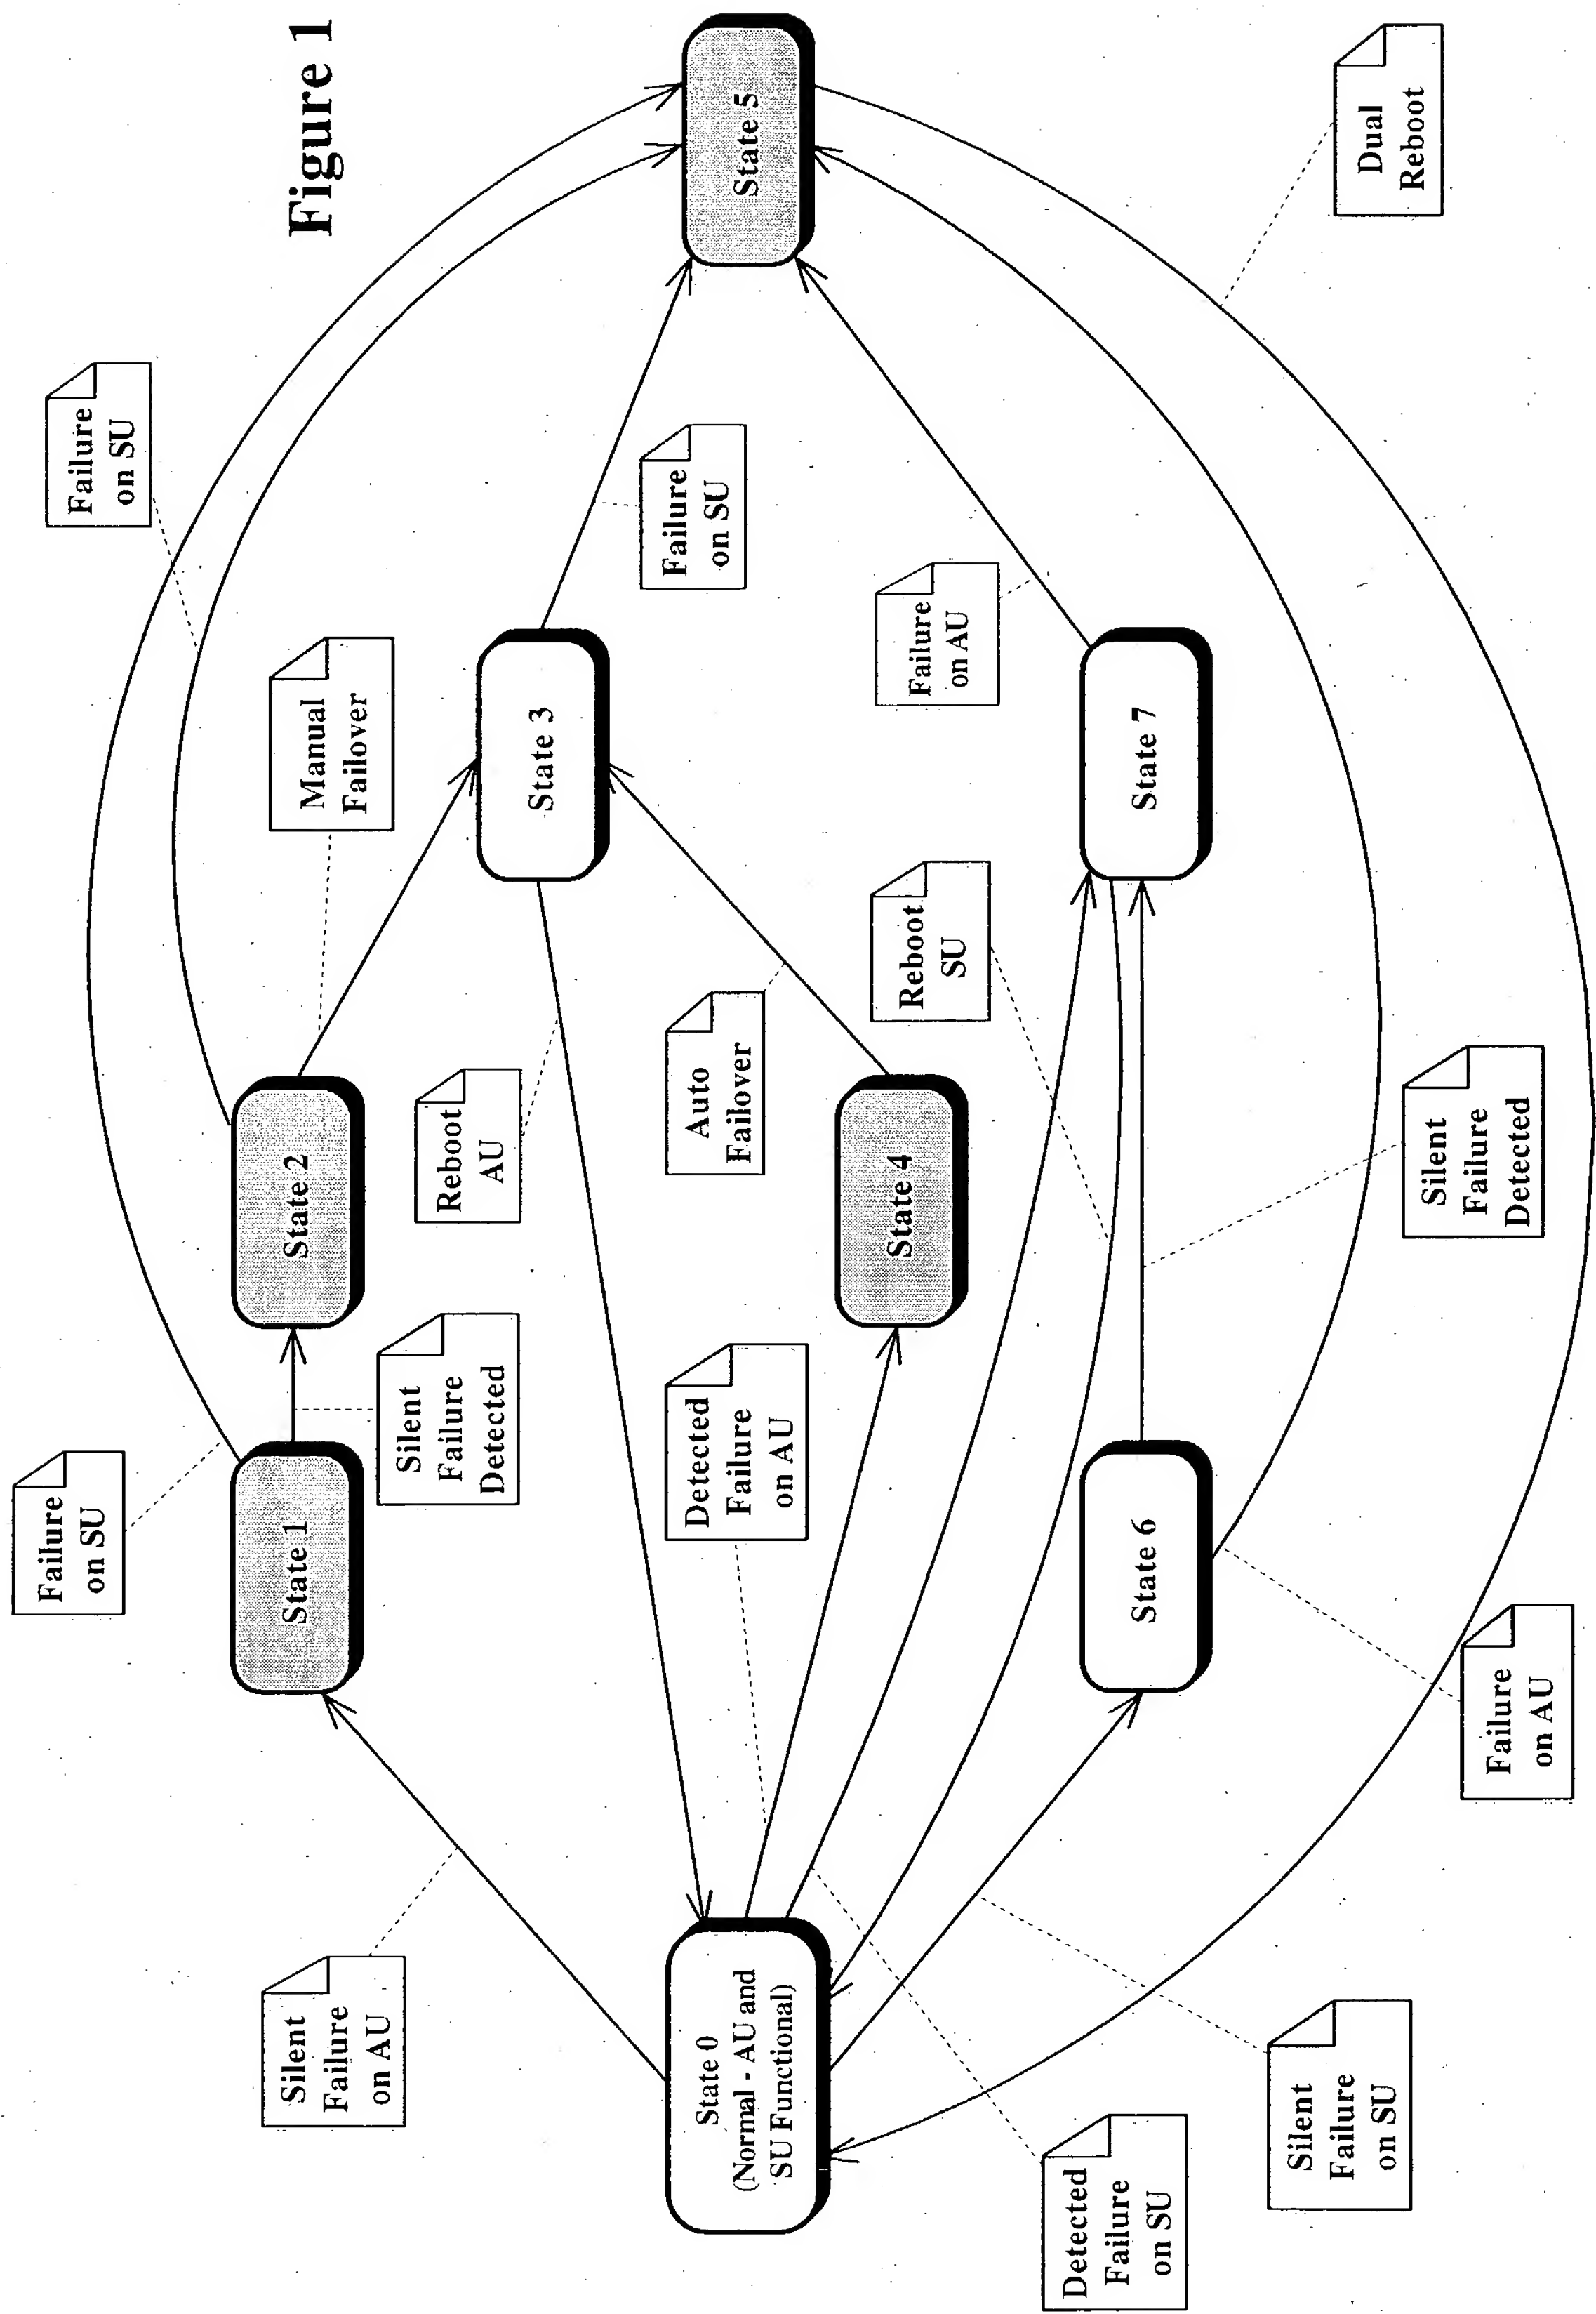 Figure 1
Failure
on SU
Failure
on SU
Silent
Failure
on AU
Manual
Failover
State 1
State 2
Silent
Failure
Detected
Reboot
AU
State 3
Failure
on SU
Detected
Failure
on AU
Auto
Failover
State 0
(Normal - AU and
SU Functional)
State 5
State 4
Reboot
SU
Failure
on AU
Detected
Failure
on SU
State 6
State 7
Silent
Failure
on SU
Failure
on AU
Silent
Failure
Detected
Dual
Reboot